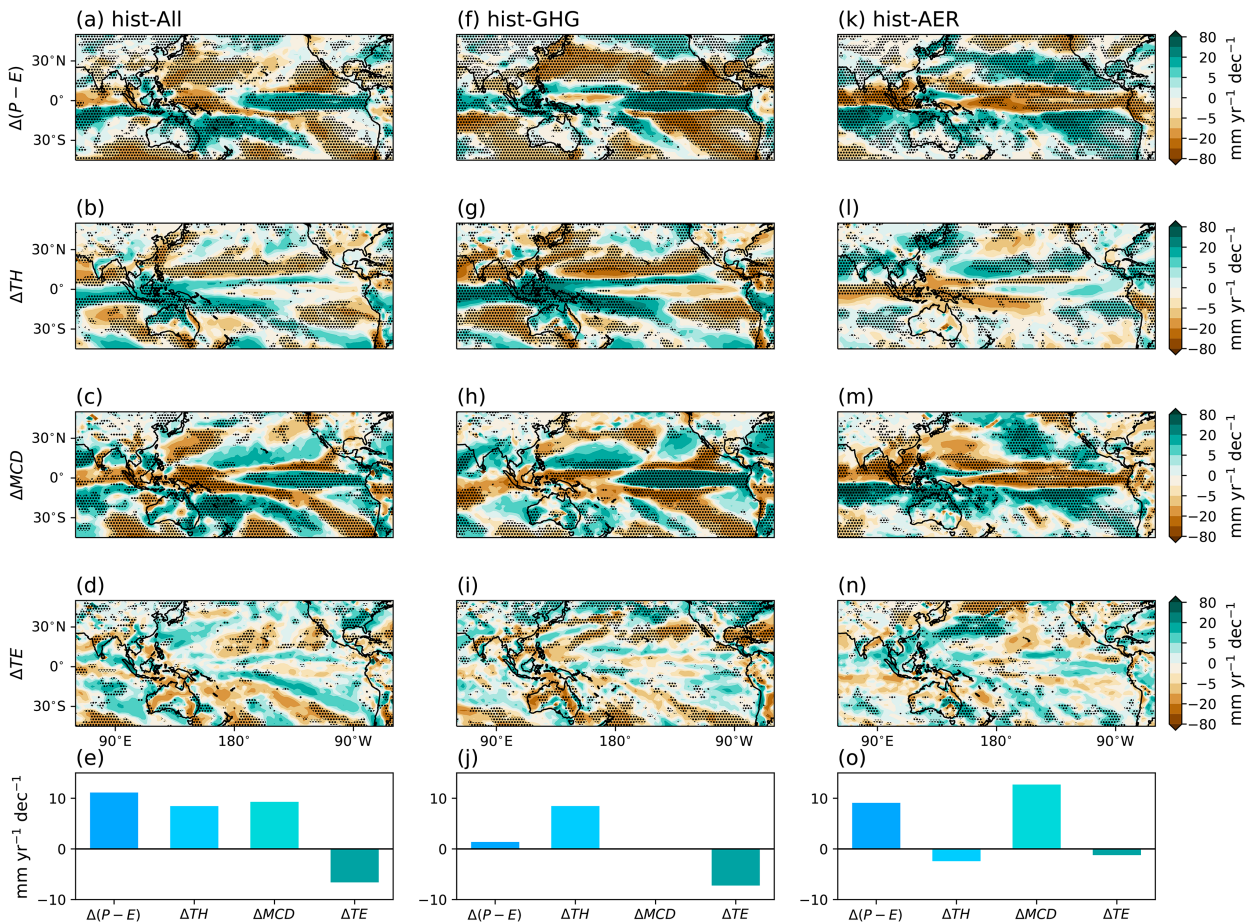 (a) hist-All (f) hist-GHG (k) hist-AER
Δ(P − E)
30°N
0°
30°S
80
20
5
0
−5
−20
−80
mm yr⁻¹ dec⁻¹
(b) (g) (l)
ΔTH
30°N
0°
30°S
80
20
5
0
−5
−20
−80
mm yr⁻¹ dec⁻¹
(c) (h) (m)
ΔMCD
30°N
0°
30°S
80
20
5
0
−5
−20
−80
mm yr⁻¹ dec⁻¹
(d) (i) (n)
ΔTE
30°N
0°
30°S
80
20
5
0
−5
−20
−80
mm yr⁻¹ dec⁻¹
90°E 180° 90°W 90°E 180° 90°W 90°E 180° 90°W
(e) (j) (o)
mm yr⁻¹ dec⁻¹
10 10 10
0 0 0
−10 −10 −10
Δ(P − E) ΔTH ΔMCD ΔTE Δ(P − E) ΔTH ΔMCD ΔTE Δ(P − E) ΔTH ΔMCD ΔTE